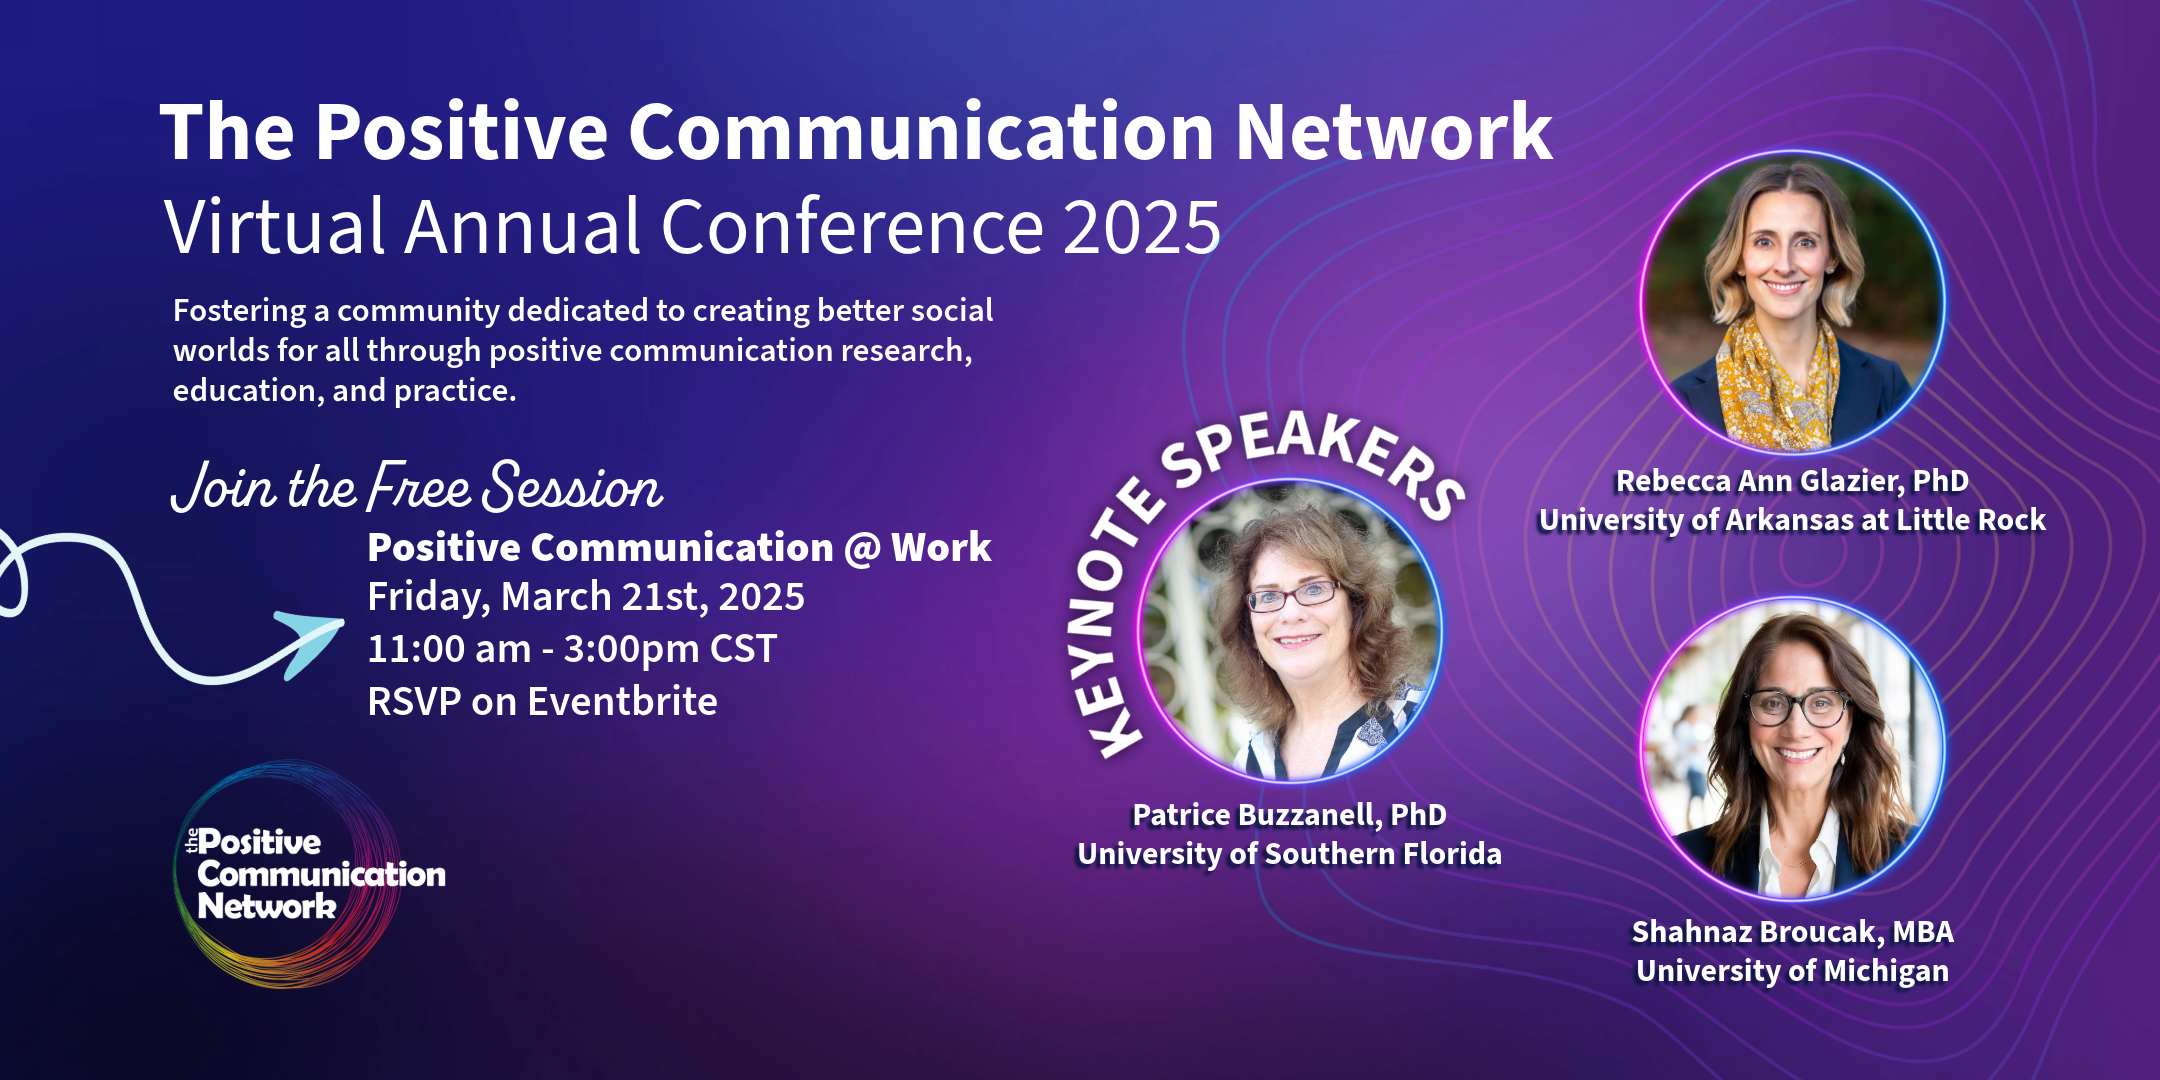 The Positive Communication Network
Virtual Annual Conference 2025
Fostering a community dedicated to creating better social
worlds for all through positive communication research,
education, and practice.
Join the Free Session
Positive Communication @ Work
Friday, March 21st, 2025
11:00 am - 3:00pm CST
RSVP on Eventbrite
the Positive
Communication
Network
KEYNOTE SPEAKERS
Patrice Buzzanell, PhD
University of Southern Florida
Rebecca Ann Glazier, PhD
University of Arkansas at Little Rock
Shahnaz Broucak, MBA
University of Michigan